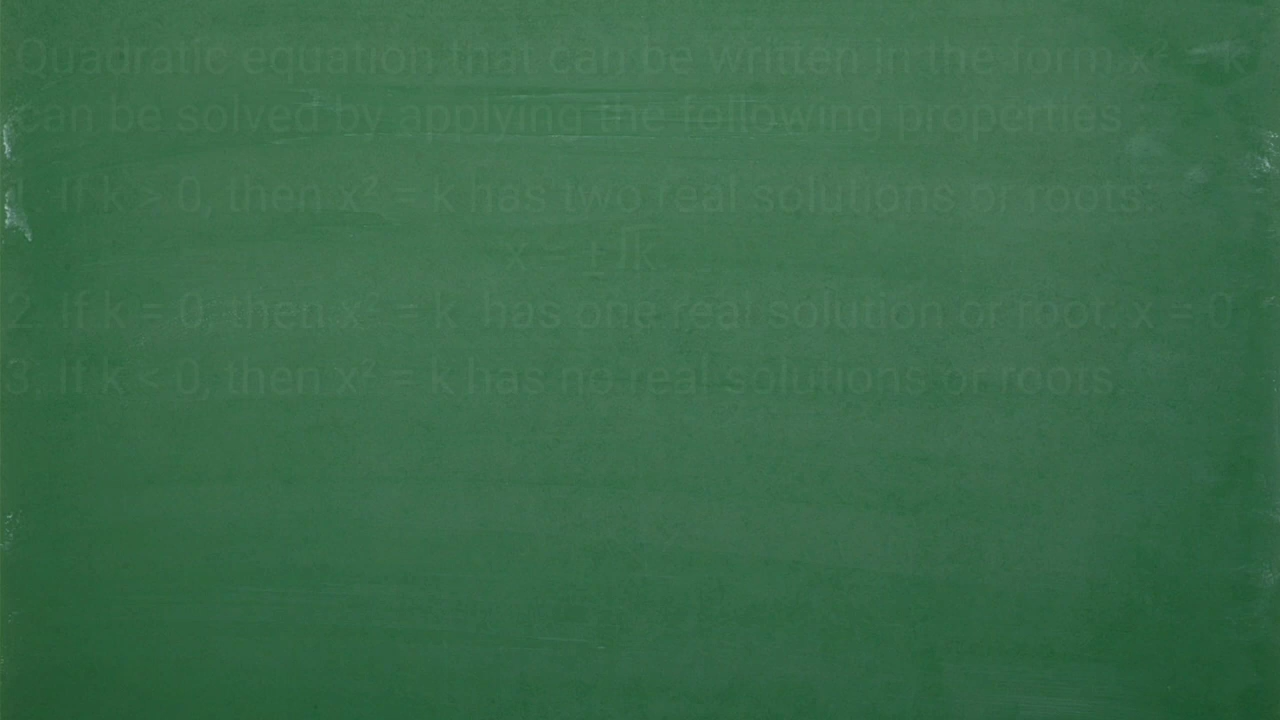 Quadratic equation that can be written in the form x² = k
can be solved by applying the following properties
1. If k > 0, then x² = k has two real solutions or roots.
x = ±√k
2. If k = 0, then x² = k has one real solution or root. x = 0
3. If k < 0, then x² = k has no real solutions or roots